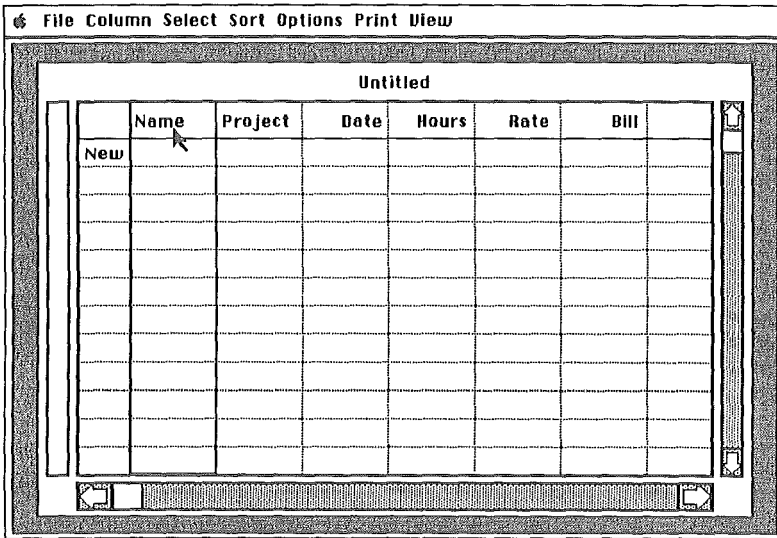 File Column Select Sort Options Print View
Untitled
Name Project Date Hours Rate Bill
New